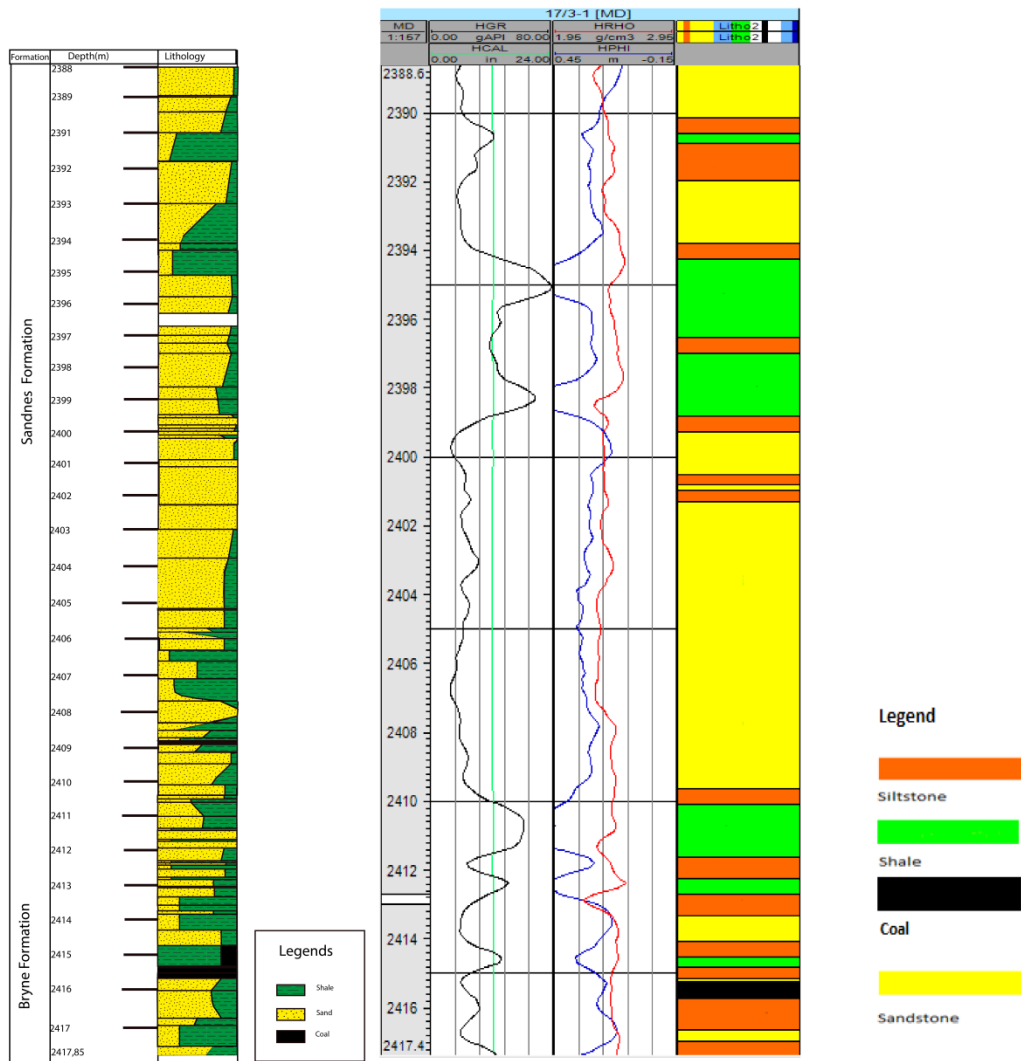 Formation Depth(m) Lithology
2388
2389
2390
2391
2392
2393
2394
2395
2396
2397
2398
2399
2400
2401
2402
2403
2404
2405
2406
2407
2408
2409
2410
2411
2412
2413
2414
2415
2416
2417
2417,85
Sandnes Formation
Bryne Formation
Legends
Shale
Sand
Coal
17/3-1 [MD]
MD HGR HRHO Litho2
1:157 0.00 gAPI 80.00 1.95 g/cm3 2.95 Litho2
HCAL HPHI
0.00 in 24.00 0.45 m -0.15
2388.6
2390
2392
2394
2396
2398
2400
2402
2404
2406
2408
2410
2412
2414
2416
2417.4
Legend
Siltstone
Shale
Coal
Sandstone